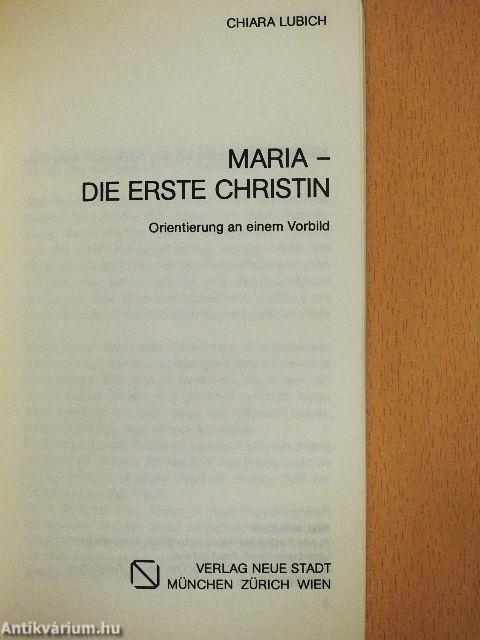 CHIARA LUBICH
MARIA –
DIE ERSTE CHRISTIN
Orientierung an einem Vorbild
VERLAG NEUE STADT
MÜNCHEN ZÜRICH WIEN
Antikvárium.hu